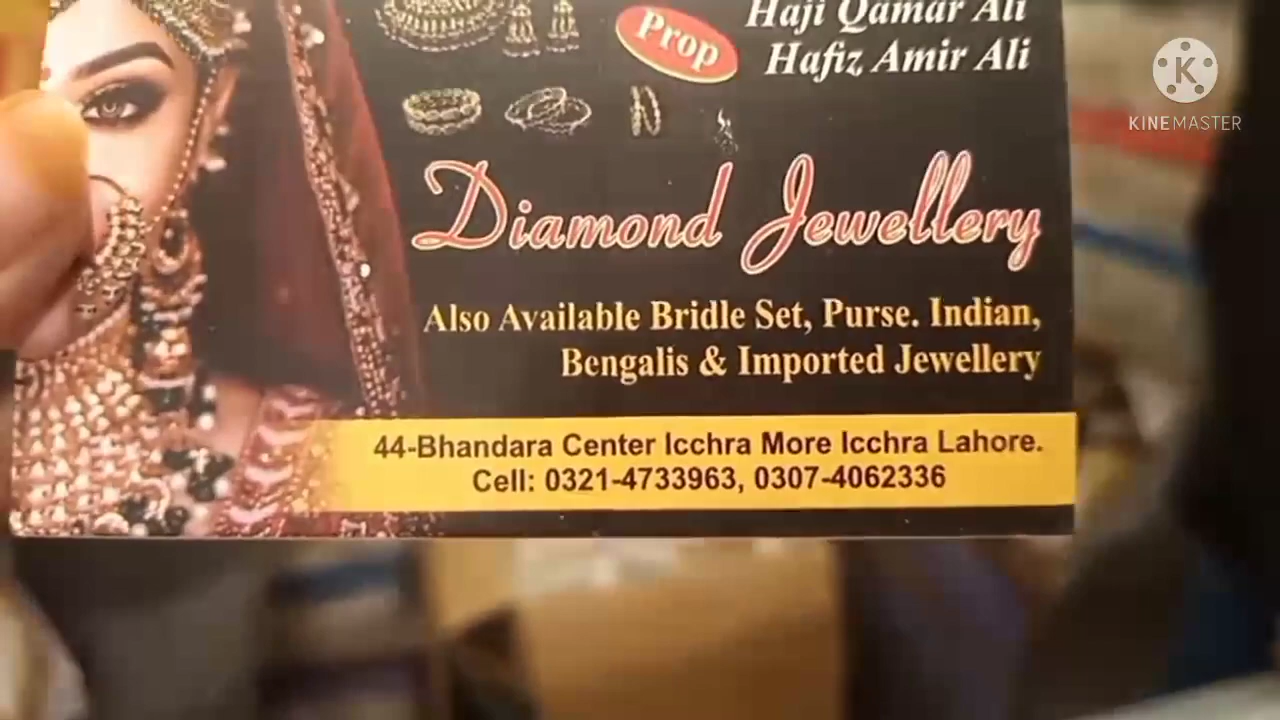 Haji Qamar Ali
Prop
Hafiz Amir Ali
K
KINEMASTER
Diamond Jewellery
Also Available Bridle Set, Purse. Indian,
Bengalis & Imported Jewellery
44-Bhandara Center Icchra More Icchra Lahore.
Cell: 0321-4733963, 0307-4062336